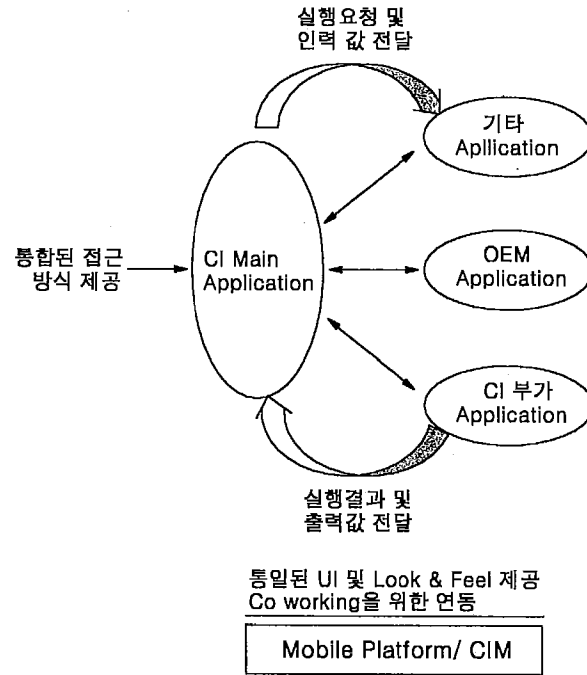 실행요청 및
인력 값 전달
기타
Apllication
통합된 접근
방식 제공
CI Main
Application
OEM
Application
CI 부가
Application
실행결과 및
출력값 전달
통일된 UI 및 Look & Feel 제공
Co working을 위한 연동
Mobile Platform/ CIM